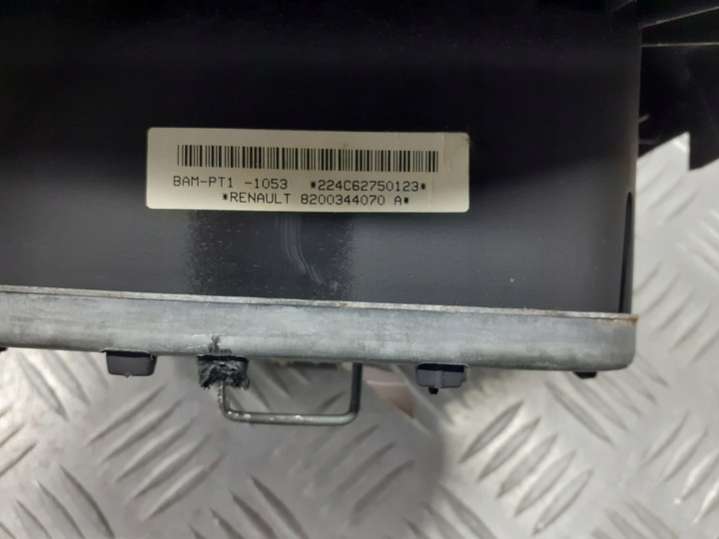 BAM-PT1 -1053 *224C62750123*
*RENAULT 8200344070 A*